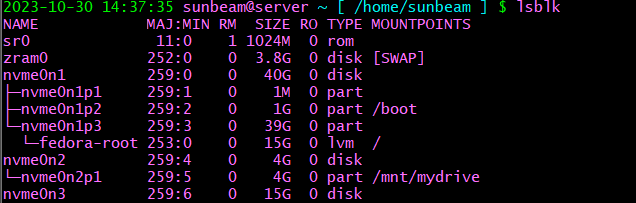 2023-10-30 14:37:35 sunbeam@server ~ [ /home/sunbeam ] $ lsblk
NAME            MAJ:MIN RM  SIZE RO TYPE MOUNTPOINTS
sr0              11:0    1 1024M  0 rom
zram0           252:0    0  3.8G  0 disk [SWAP]
nvme0n1         259:0    0   40G  0 disk
├─nvme0n1p1     259:1    0    1M  0 part
├─nvme0n1p2     259:2    0    1G  0 part /boot
└─nvme0n1p3     259:3    0   39G  0 part
  └─fedora-root 253:0    0   15G  0 lvm  /
nvme0n2         259:4    0    4G  0 disk
└─nvme0n2p1     259:5    0    4G  0 part /mnt/mydrive
nvme0n3         259:6    0   15G  0 disk